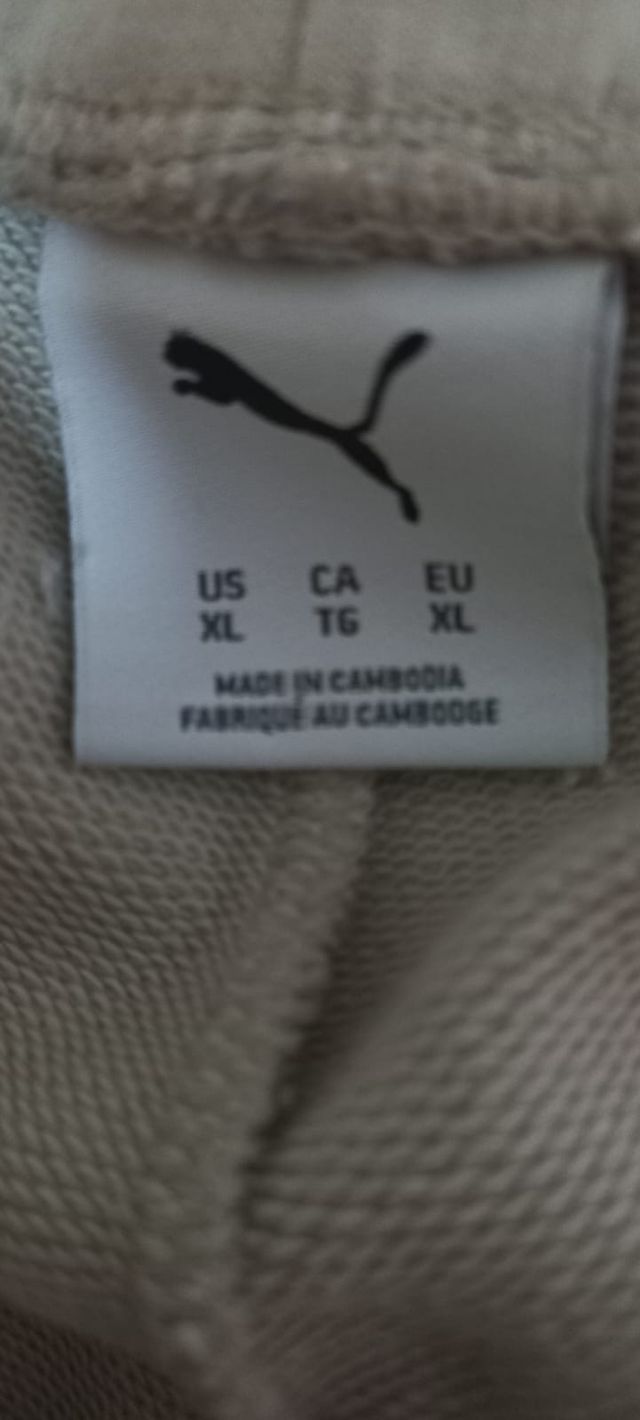 US CA EU
XL TG XL
MADE IN CAMBODIA
FABRIQUÉ AU CAMBODGE